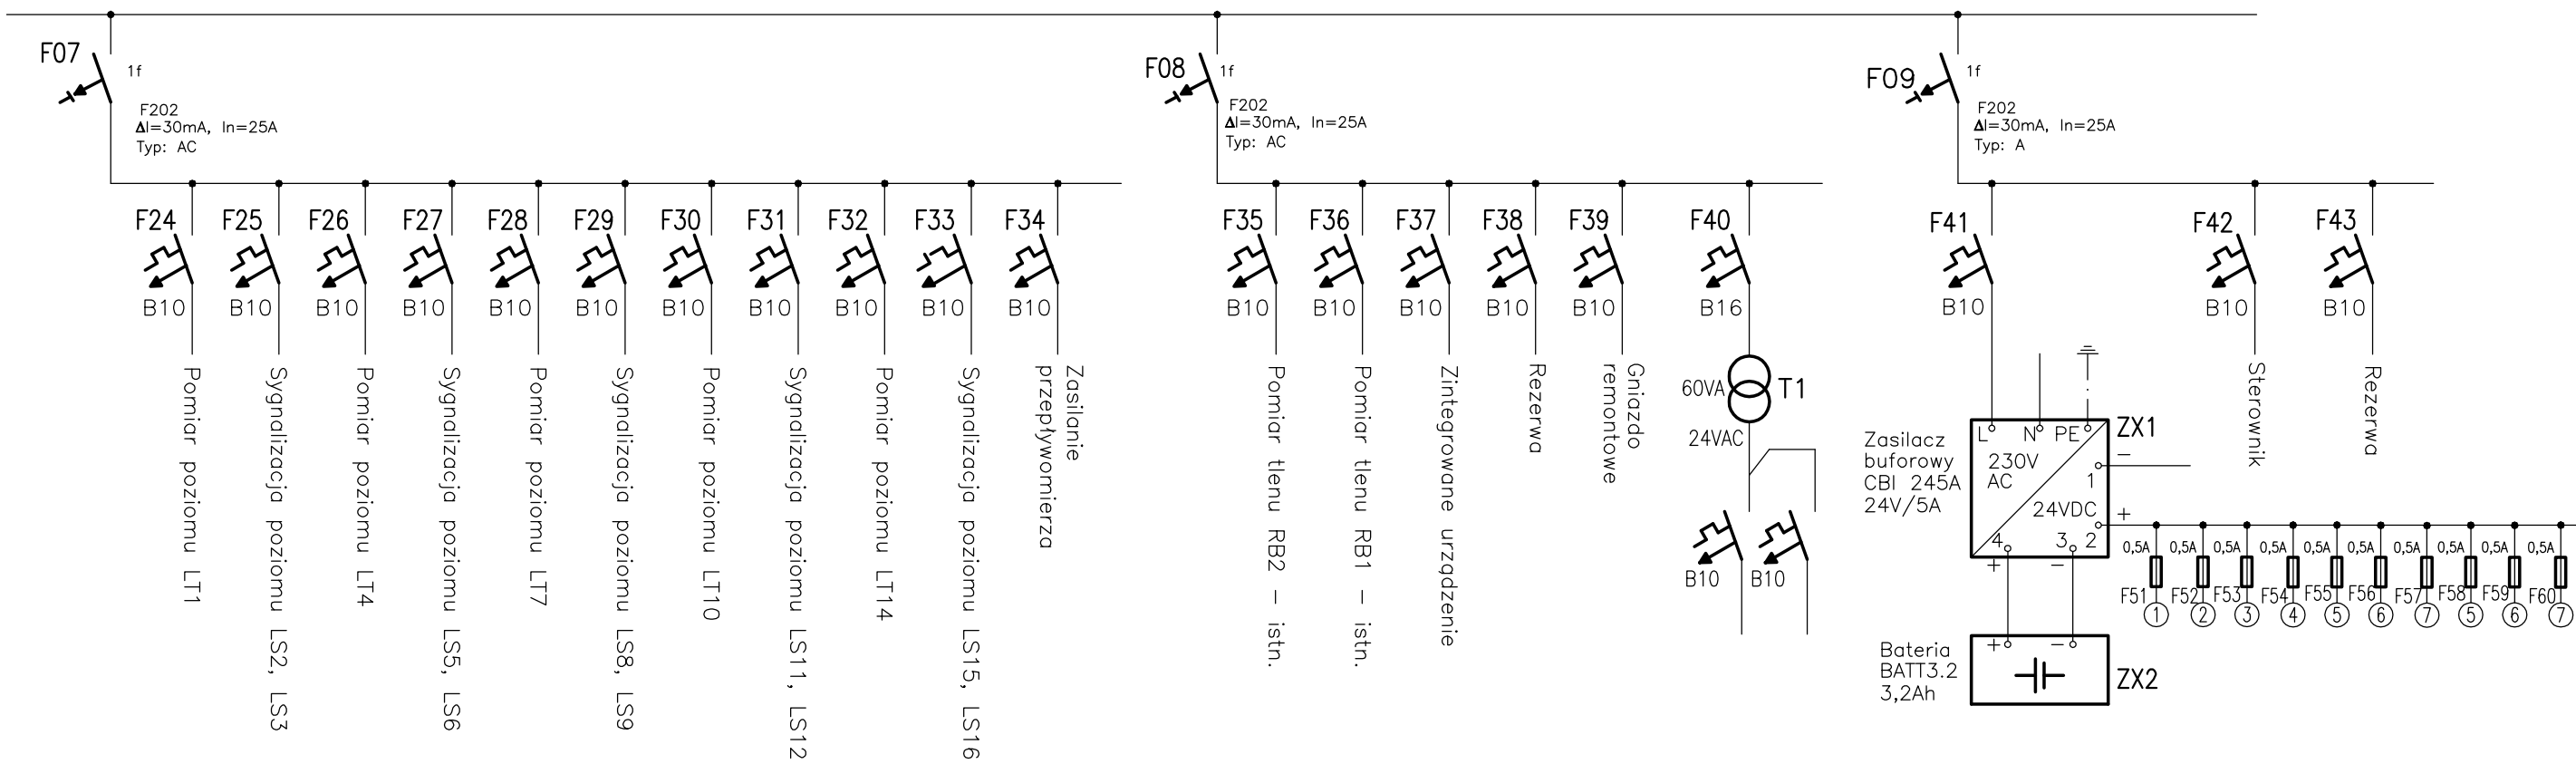 F07
1f
F202
ΔI=30mA, In=25A
Typ: AC
F08
1f
F202
ΔI=30mA, In=25A
Typ: AC
F09
1f
F202
ΔI=30mA, In=25A
Typ: A
F24
B10
Pomiar poziomu LT1
F25
B10
Sygnalizacja poziomu LS2, LS3
F26
B10
Pomiar poziomu LT4
F27
B10
Sygnalizacja poziomu LS5, LS6
F28
B10
Pomiar poziomu LT7
F29
B10
Sygnalizacja poziomu LS8, LS9
F30
B10
Pomiar poziomu LT10
F31
B10
Sygnalizacja poziomu LS11, LS12
F32
B10
Pomiar poziomu LT14
F33
B10
Sygnalizacja poziomu LS15, LS16
F34
B10
Zasilanie
przepływomierza
F35
B10
Pomiar tlenu RB2 - istn.
F36
B10
Pomiar tlenu RB1 - istn.
F37
B10
Zintegrowane urządzenie
F38
B10
Rezerwa
F39
B10
Gniazdo
remontowe
F40
B16
60VA
T1
24VAC
B10
B10
F41
B10
F42
B10
Sterownik
F43
B10
Rezerwa
Zasilacz
buforowy
CBI 245A
24V/5A
L N PE
ZX1
230V
AC
-
1
24VDC
+
4 3 2
+ -
Bateria
BATT3.2
3,2Ah
+ -
ZX2
0,5A 0,5A 0,5A 0,5A 0,5A 0,5A 0,5A 0,5A 0,5A 0,5A
F51 F52 F53 F54 F55 F56 F57 F58 F59 F60
1 2 3 4 5 6 7 5 6 7